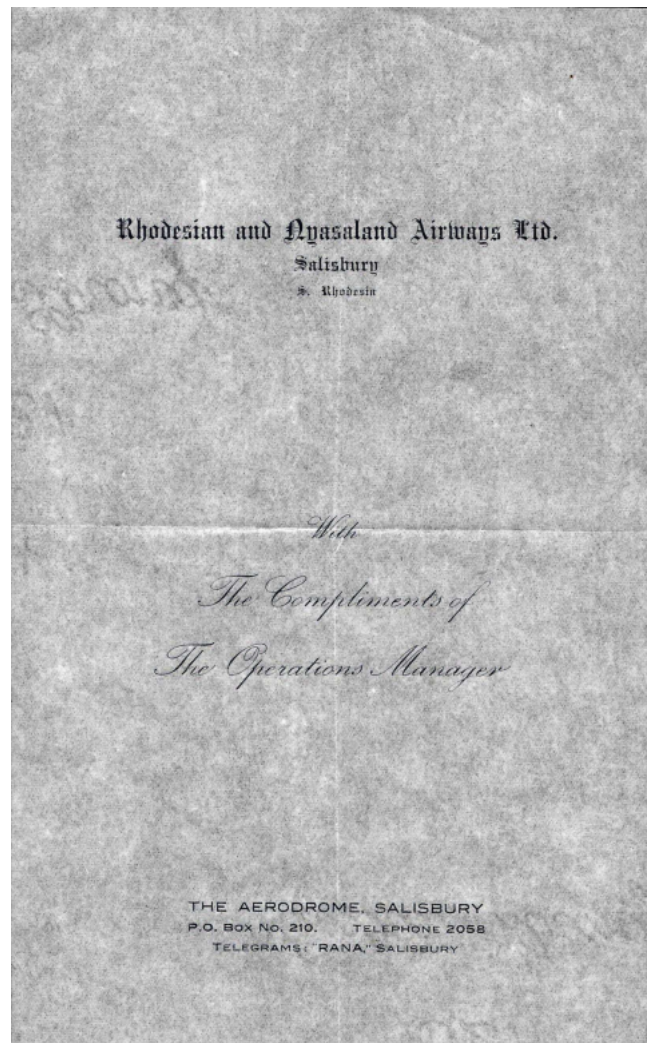 Rhodesian and Nyasaland Airways Ltd.
Salisbury
S. Rhodesia
With
The Compliments of
The Operations Manager
THE AERODROME, SALISBURY
P.O. BOX NO. 210. TELEPHONE 2058
TELEGRAMS: "RANA," SALISBURY